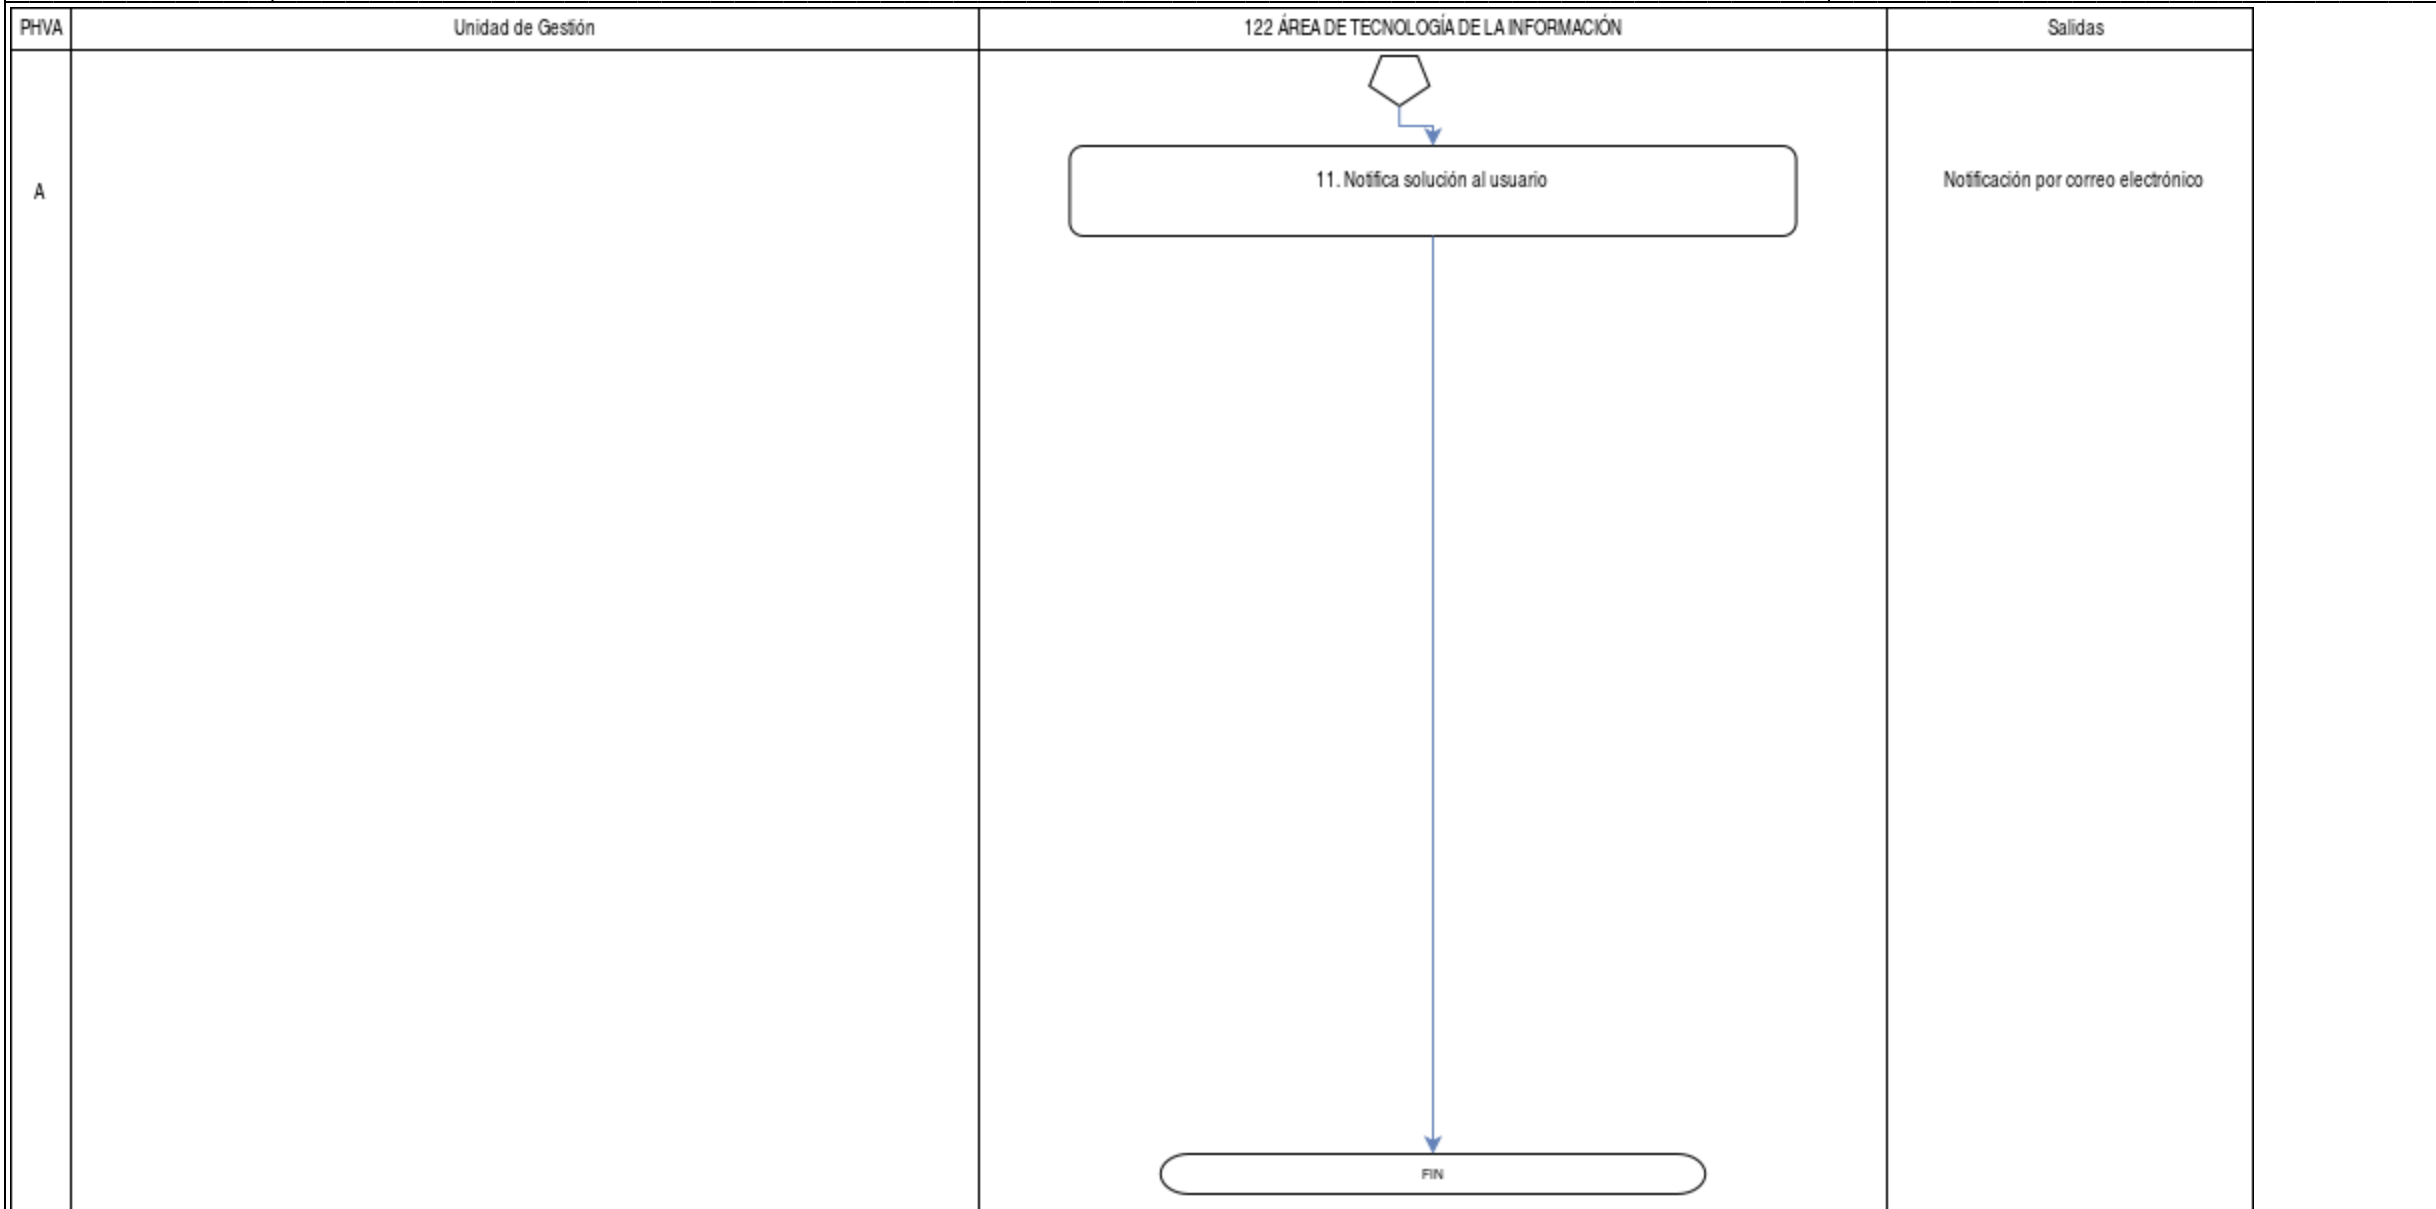 PHVA
Unidad de Gestión
122 ÁREA DE TECNOLOGÍA DE LA INFORMACIÓN
Salidas
A
11. Notifica solución al usuario
Notificación por correo electrónico
FIN